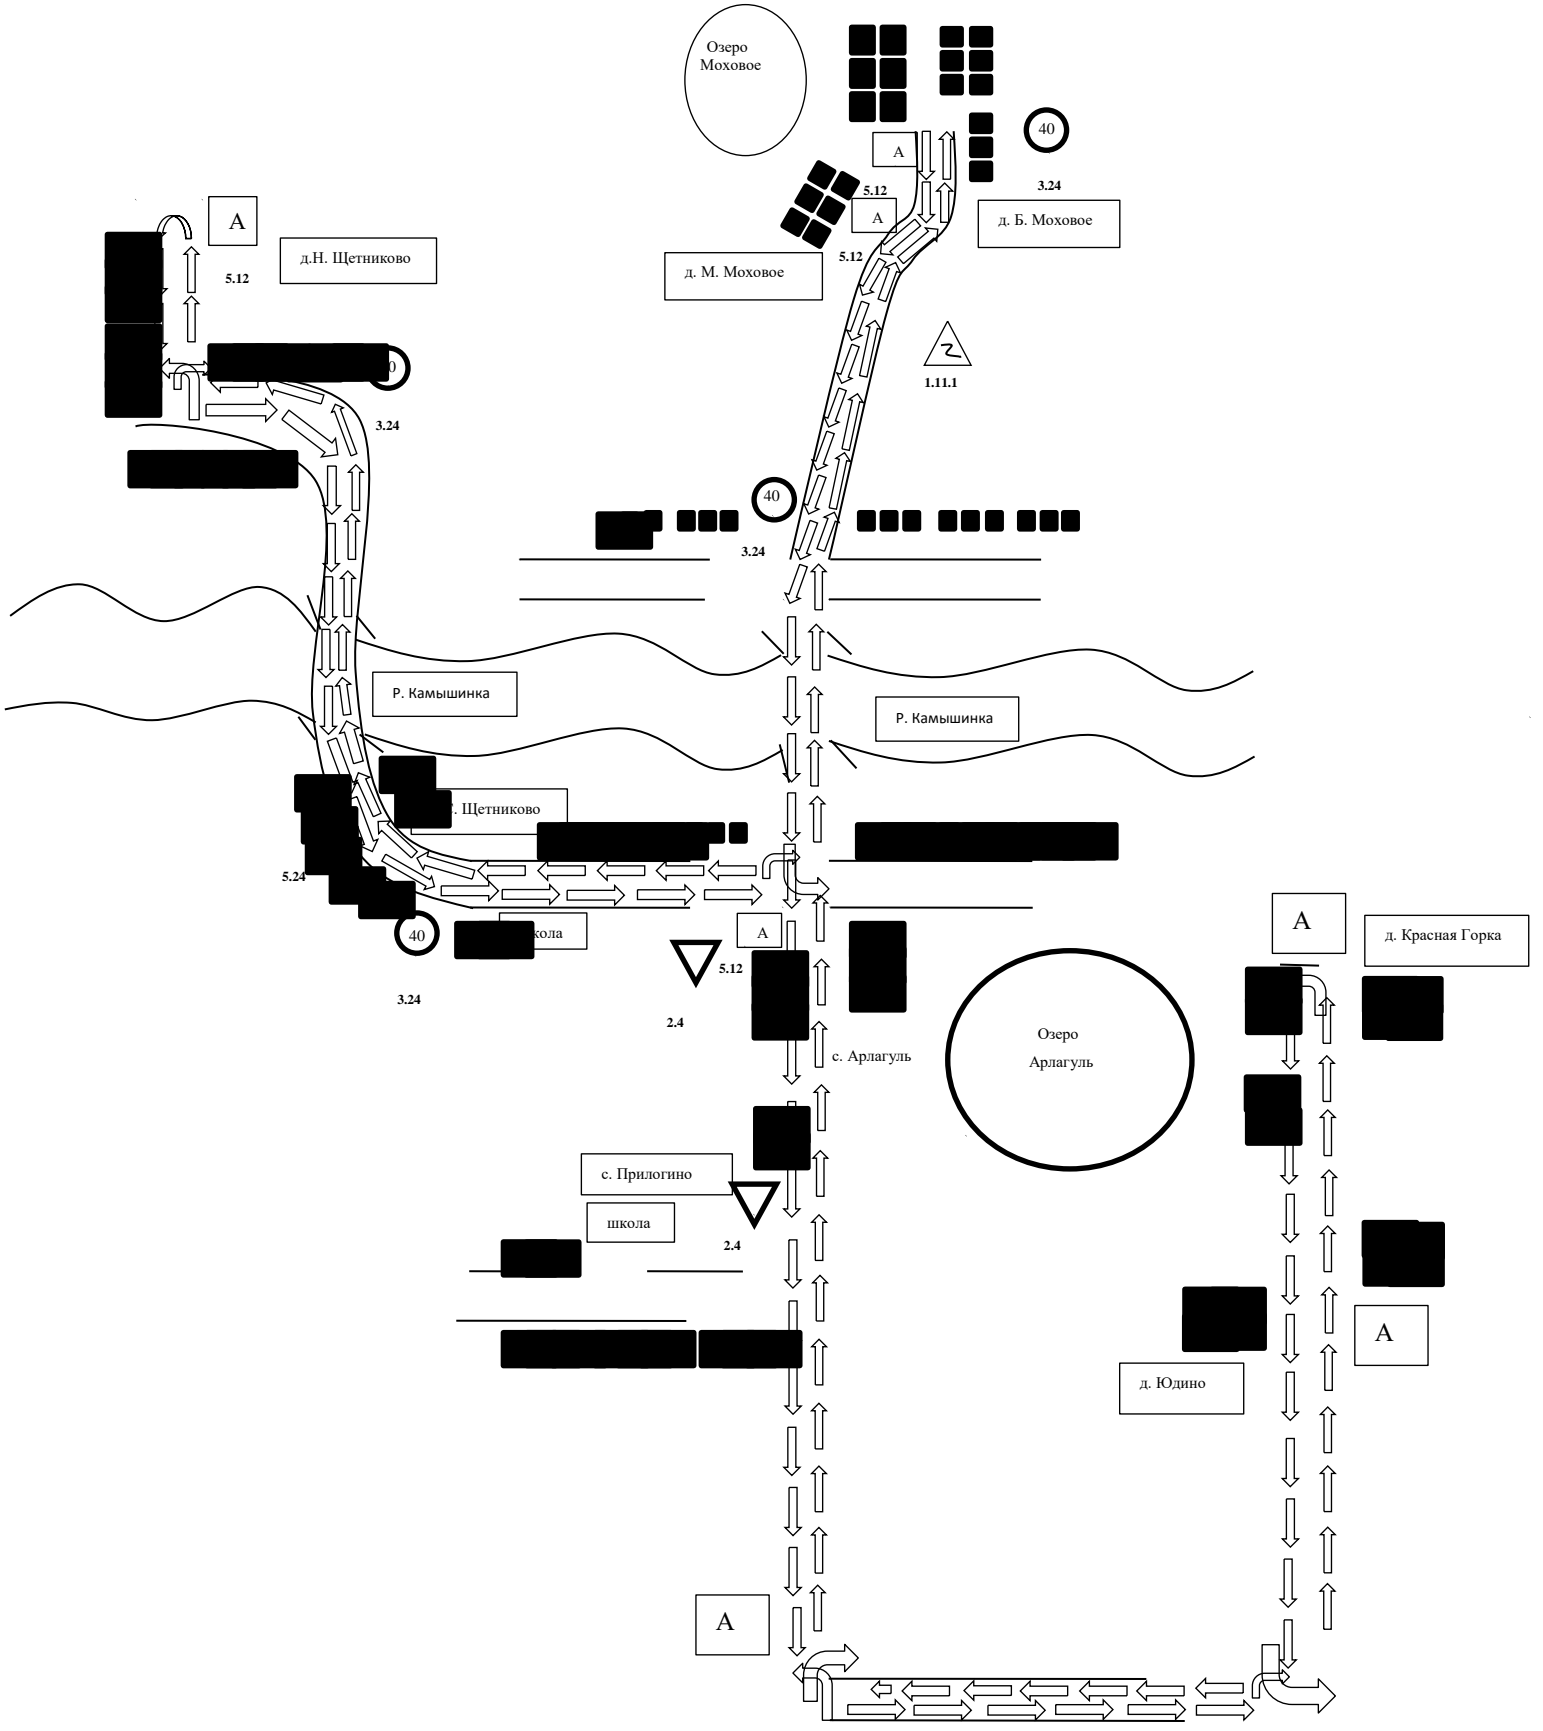 Озеро
Моховое
40
А
3.24
5.12
А
д. Б. Моховое
А
д.Н. Щетниково
5.12
д. М. Моховое
5.12
1.11.1
0
3.24
40
3.24
Р. Камышинка
Р. Камышинка
Щетниково
5.24
40
кола
А
5.12
3.24
2.4
А
д. Красная Горка
с. Арлагуль
Озеро
Арлагуль
с. Прилогино
школа
2.4
А
д. Юдино
А